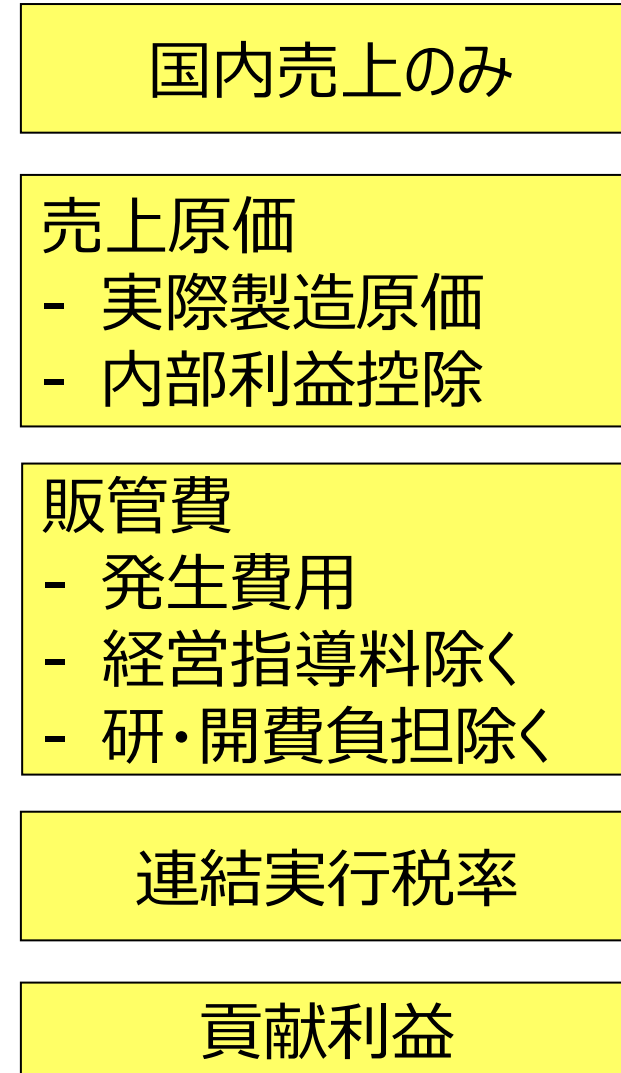 国内売上のみ
売上原価
- 実際製造原価
- 内部利益控除
販管費
- 発生費用
- 経営指導料除く
- 研・開費負担除く
連結実行税率
貢献利益